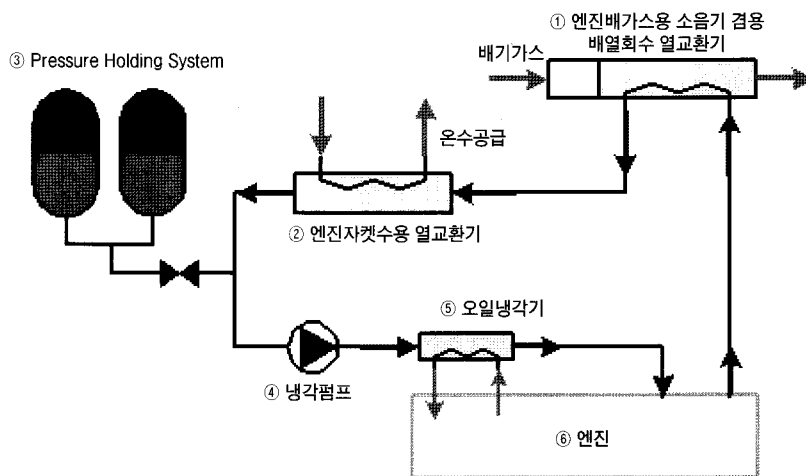 ① 엔진배가스용 소음기 겸용
배열회수 열교환기
③ Pressure Holding System
배기가스
온수공급
② 엔진자켓수용 열교환기
⑤ 오일냉각기
④ 냉각펌프
⑥ 엔진